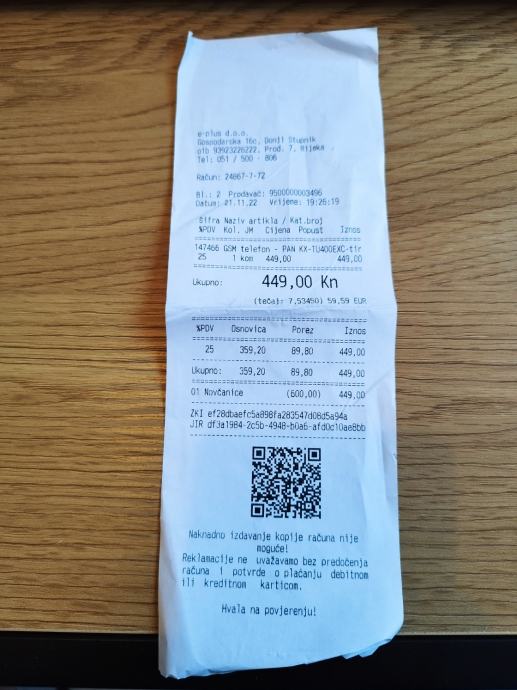 e-plus d.o.o.
Gospodarska 16c, Donji Stupnik
oib 93923226222, Prod. 7, Rijeka
Tel: 051 / 500 - 806
Račun: 24867-7-72
Bl.: 2 Prodavač: 9500000003496
Datum: 21.11.22 Vrijeme: 19:26:19
Šifra Naziv artikla / Kat.broj
%PDV Kol. JM Cijena Popust Iznos
147466 GSM telefon - PAN KX-TU400EXC-tir
25 1 kom 449,00 449,00
Ukupno: 449,00 Kn
(tečaj: 7,53450) 59,59 EUR
%PDV Osnovica Porez Iznos
25 359,20 89,80 449,00
Ukupno: 359,20 89,80 449,00
01 Novčanice (600,00) 449,00
ZKI ef28dbaefc5a898fa283547d08d5a94a
JIR df3a1984-2c5b-4948-b0a6-afd0c10ae8bb
Naknadno izdavanje kopije računa nije
moguće!
Reklamacije ne uvažavamo bez predočenja
računa i potvrde o plaćanju debitnom
ili kreditnom karticom.
Hvala na povjerenju!